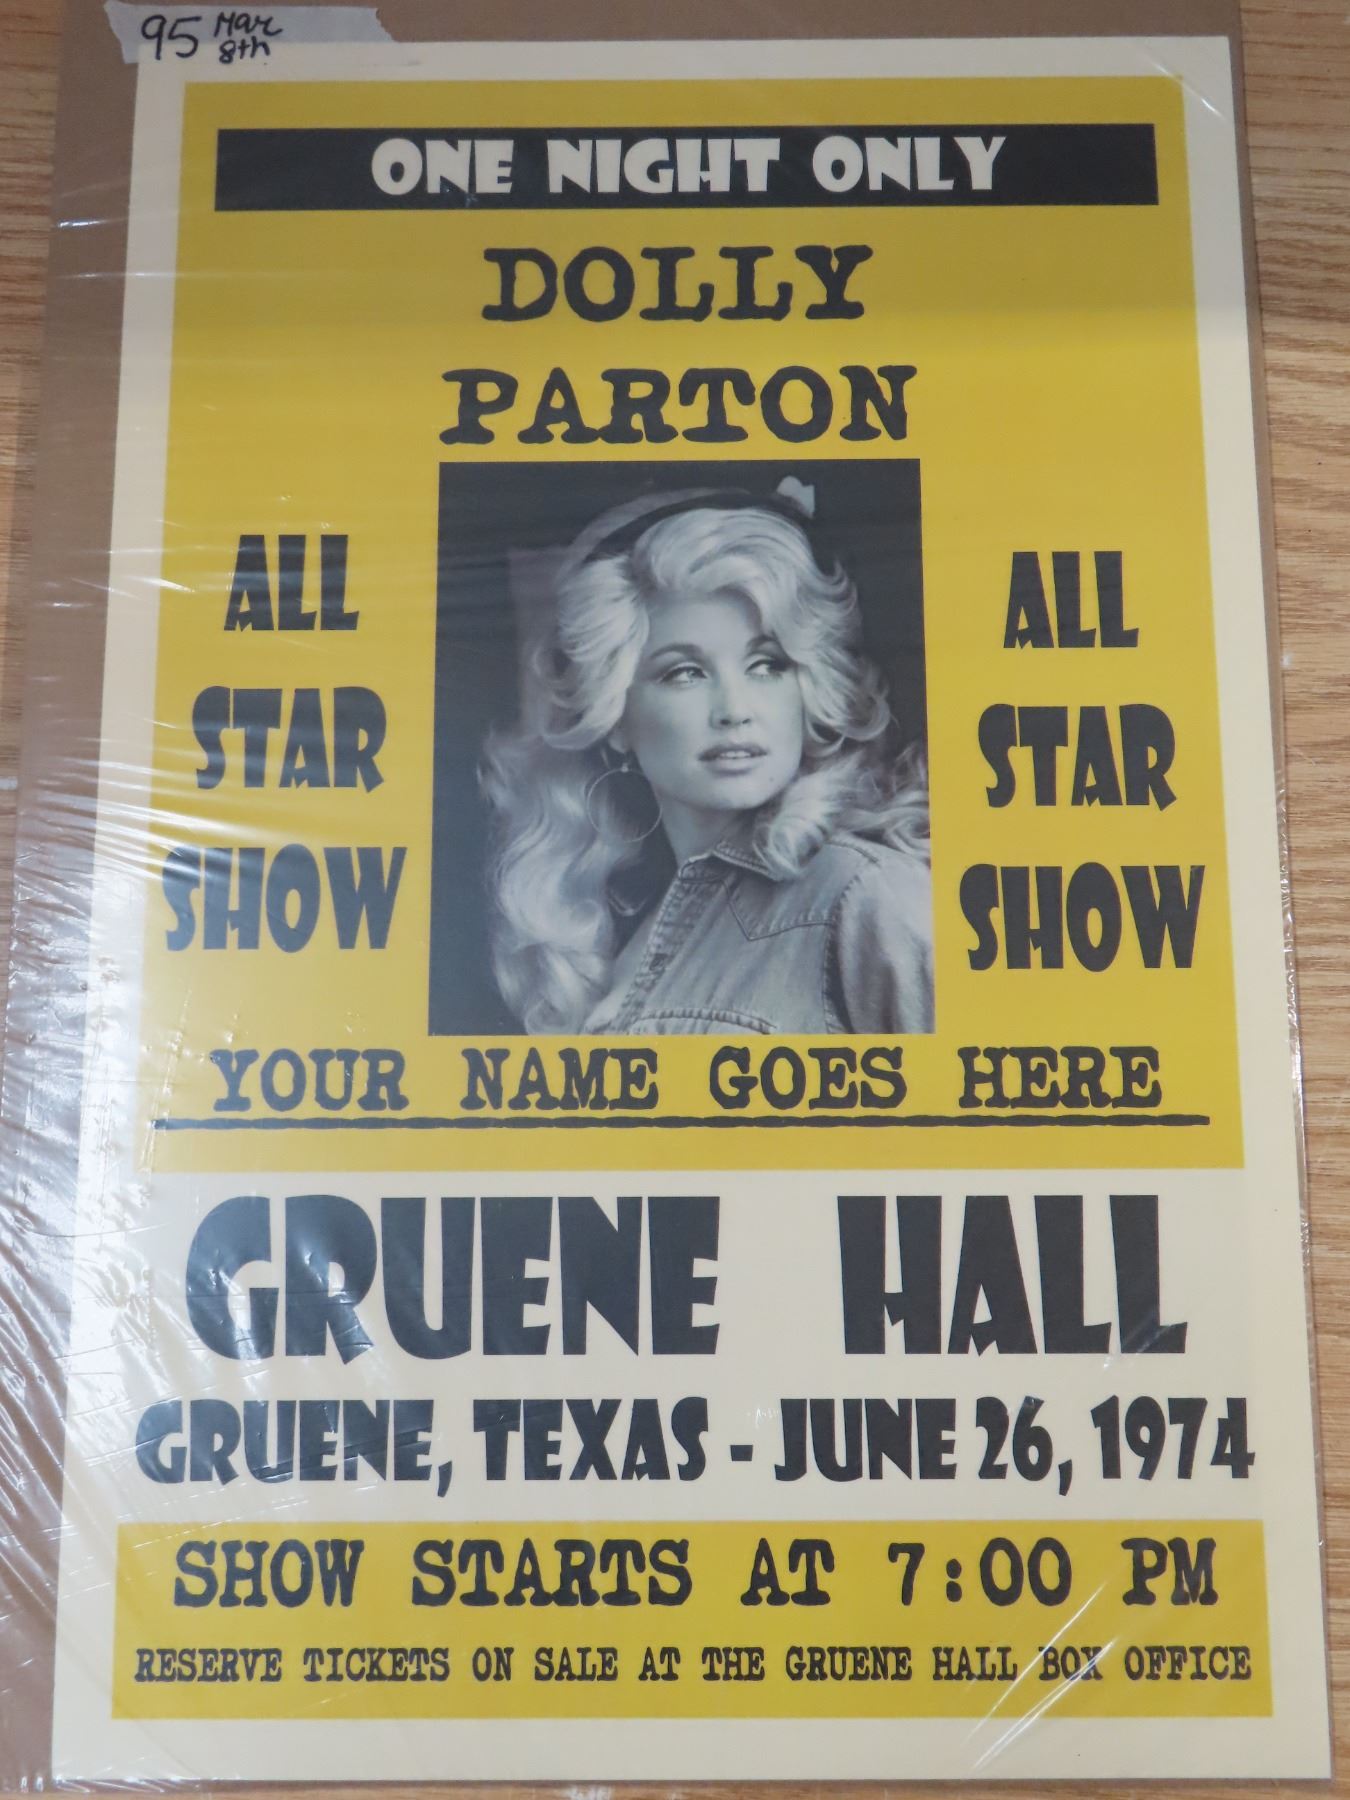 95 Mar
8th
ONE NIGHT ONLY
DOLLY
PARTON
ALL
STAR
SHOW
ALL
STAR
SHOW
YOUR NAME GOES HERE
GRUENE HALL
GRUENE, TEXAS - JUNE 26, 1974
SHOW STARTS AT 7:00 PM
RESERVE TICKETS ON SALE AT THE GRUENE HALL BOX OFFICE